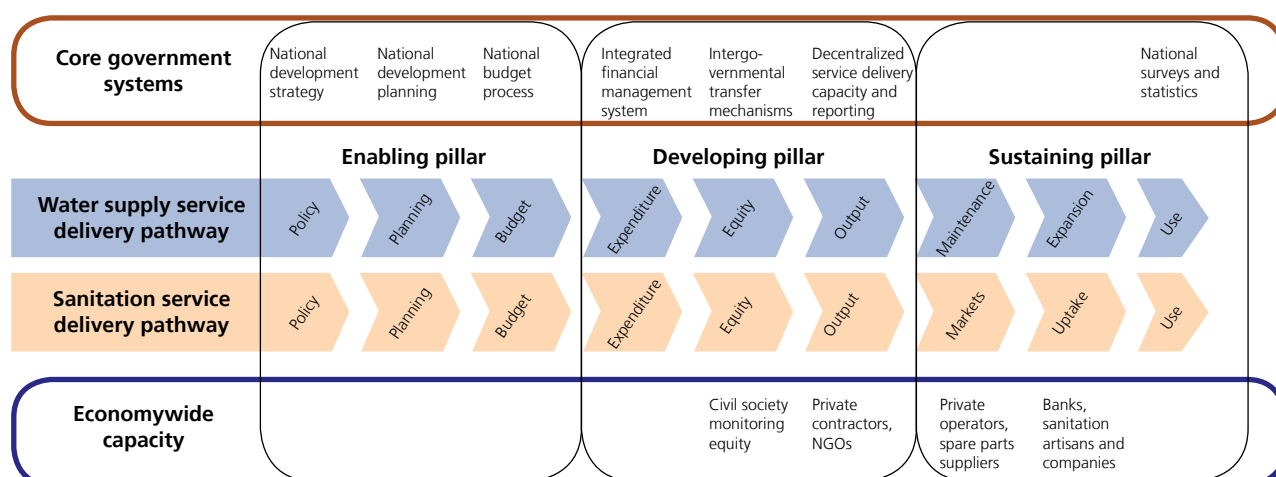 Core government
systems
National
development
strategy
National
development
planning
National
budget
process
Integrated
financial
management
system
Intergo-
vernmental
transfer
mechanisms
Decentralized
service delivery
capacity and
reporting
National
surveys and
statistics
Enabling pillar
Developing pillar
Sustaining pillar
Water supply service
delivery pathway
Policy
Planning
Budget
Expenditure
Equity
Output
Maintenance
Expansion
Use
Sanitation service
delivery pathway
Policy
Planning
Budget
Expenditure
Equity
Output
Markets
Uptake
Use
Economywide
capacity
Civil society
monitoring
equity
Private
contractors,
NGOs
Private
operators,
spare parts
suppliers
Banks,
sanitation
artisans and
companies